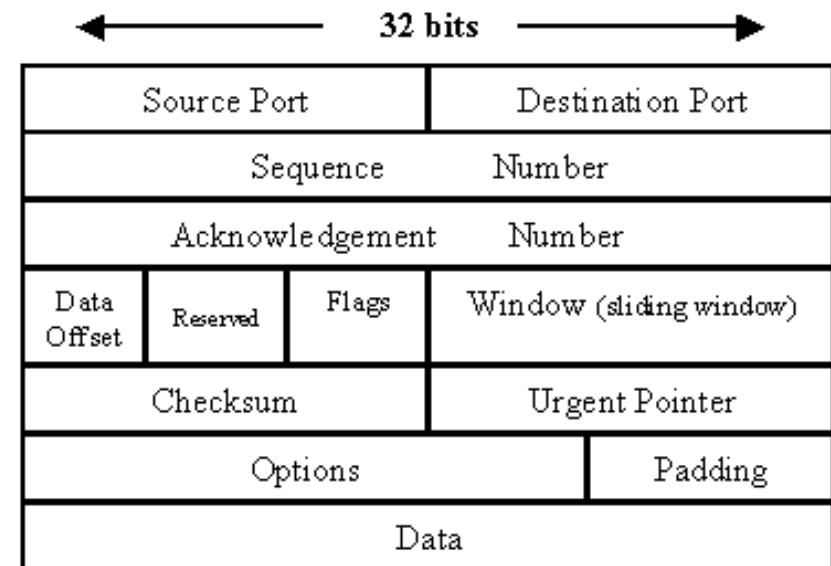 32 bits
Source Port Destination Port
Sequence Number
Acknowledgement Number
Data
Offset
Reserved
Flags
Window (sliding window)
Checksum Urgent Pointer
Options Padding
Data